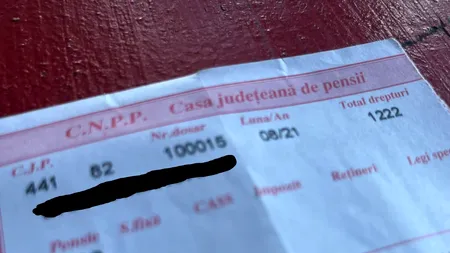 C.N.P.P. Casa județeană de pensii
C.J.P. Nr.dosar Luna/An Total drepturi
441 82 100015 08/21 1222
Pensie S.fixă CASS Impozit Rețineri Legi spe